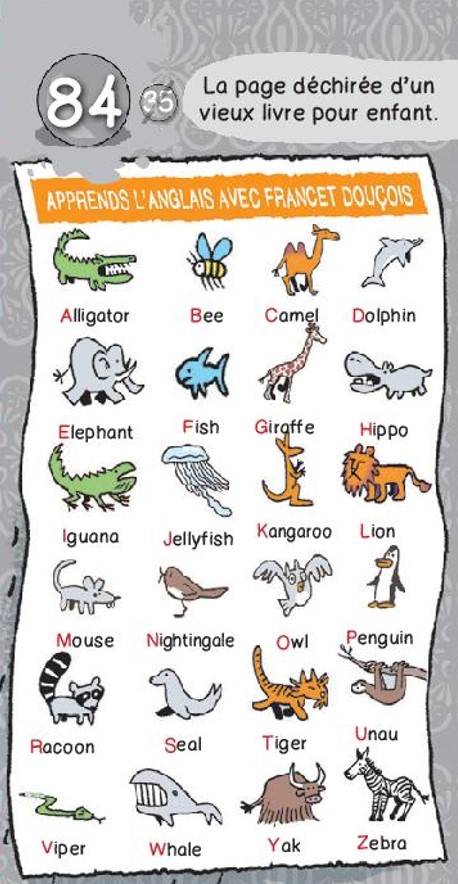 84 35
La page déchirée d'un
vieux livre pour enfant.
APPRENDS L'ANGLAIS AVEC FRANCET DOUÇOIS
Alligator Bee Camel Dolphin
Elephant Fish Giraffe Hippo
Iguana Jellyfish Kangaroo Lion
Mouse Nightingale Owl Penguin
Racoon Seal Tiger Unau
Viper Whale Yak Zebra